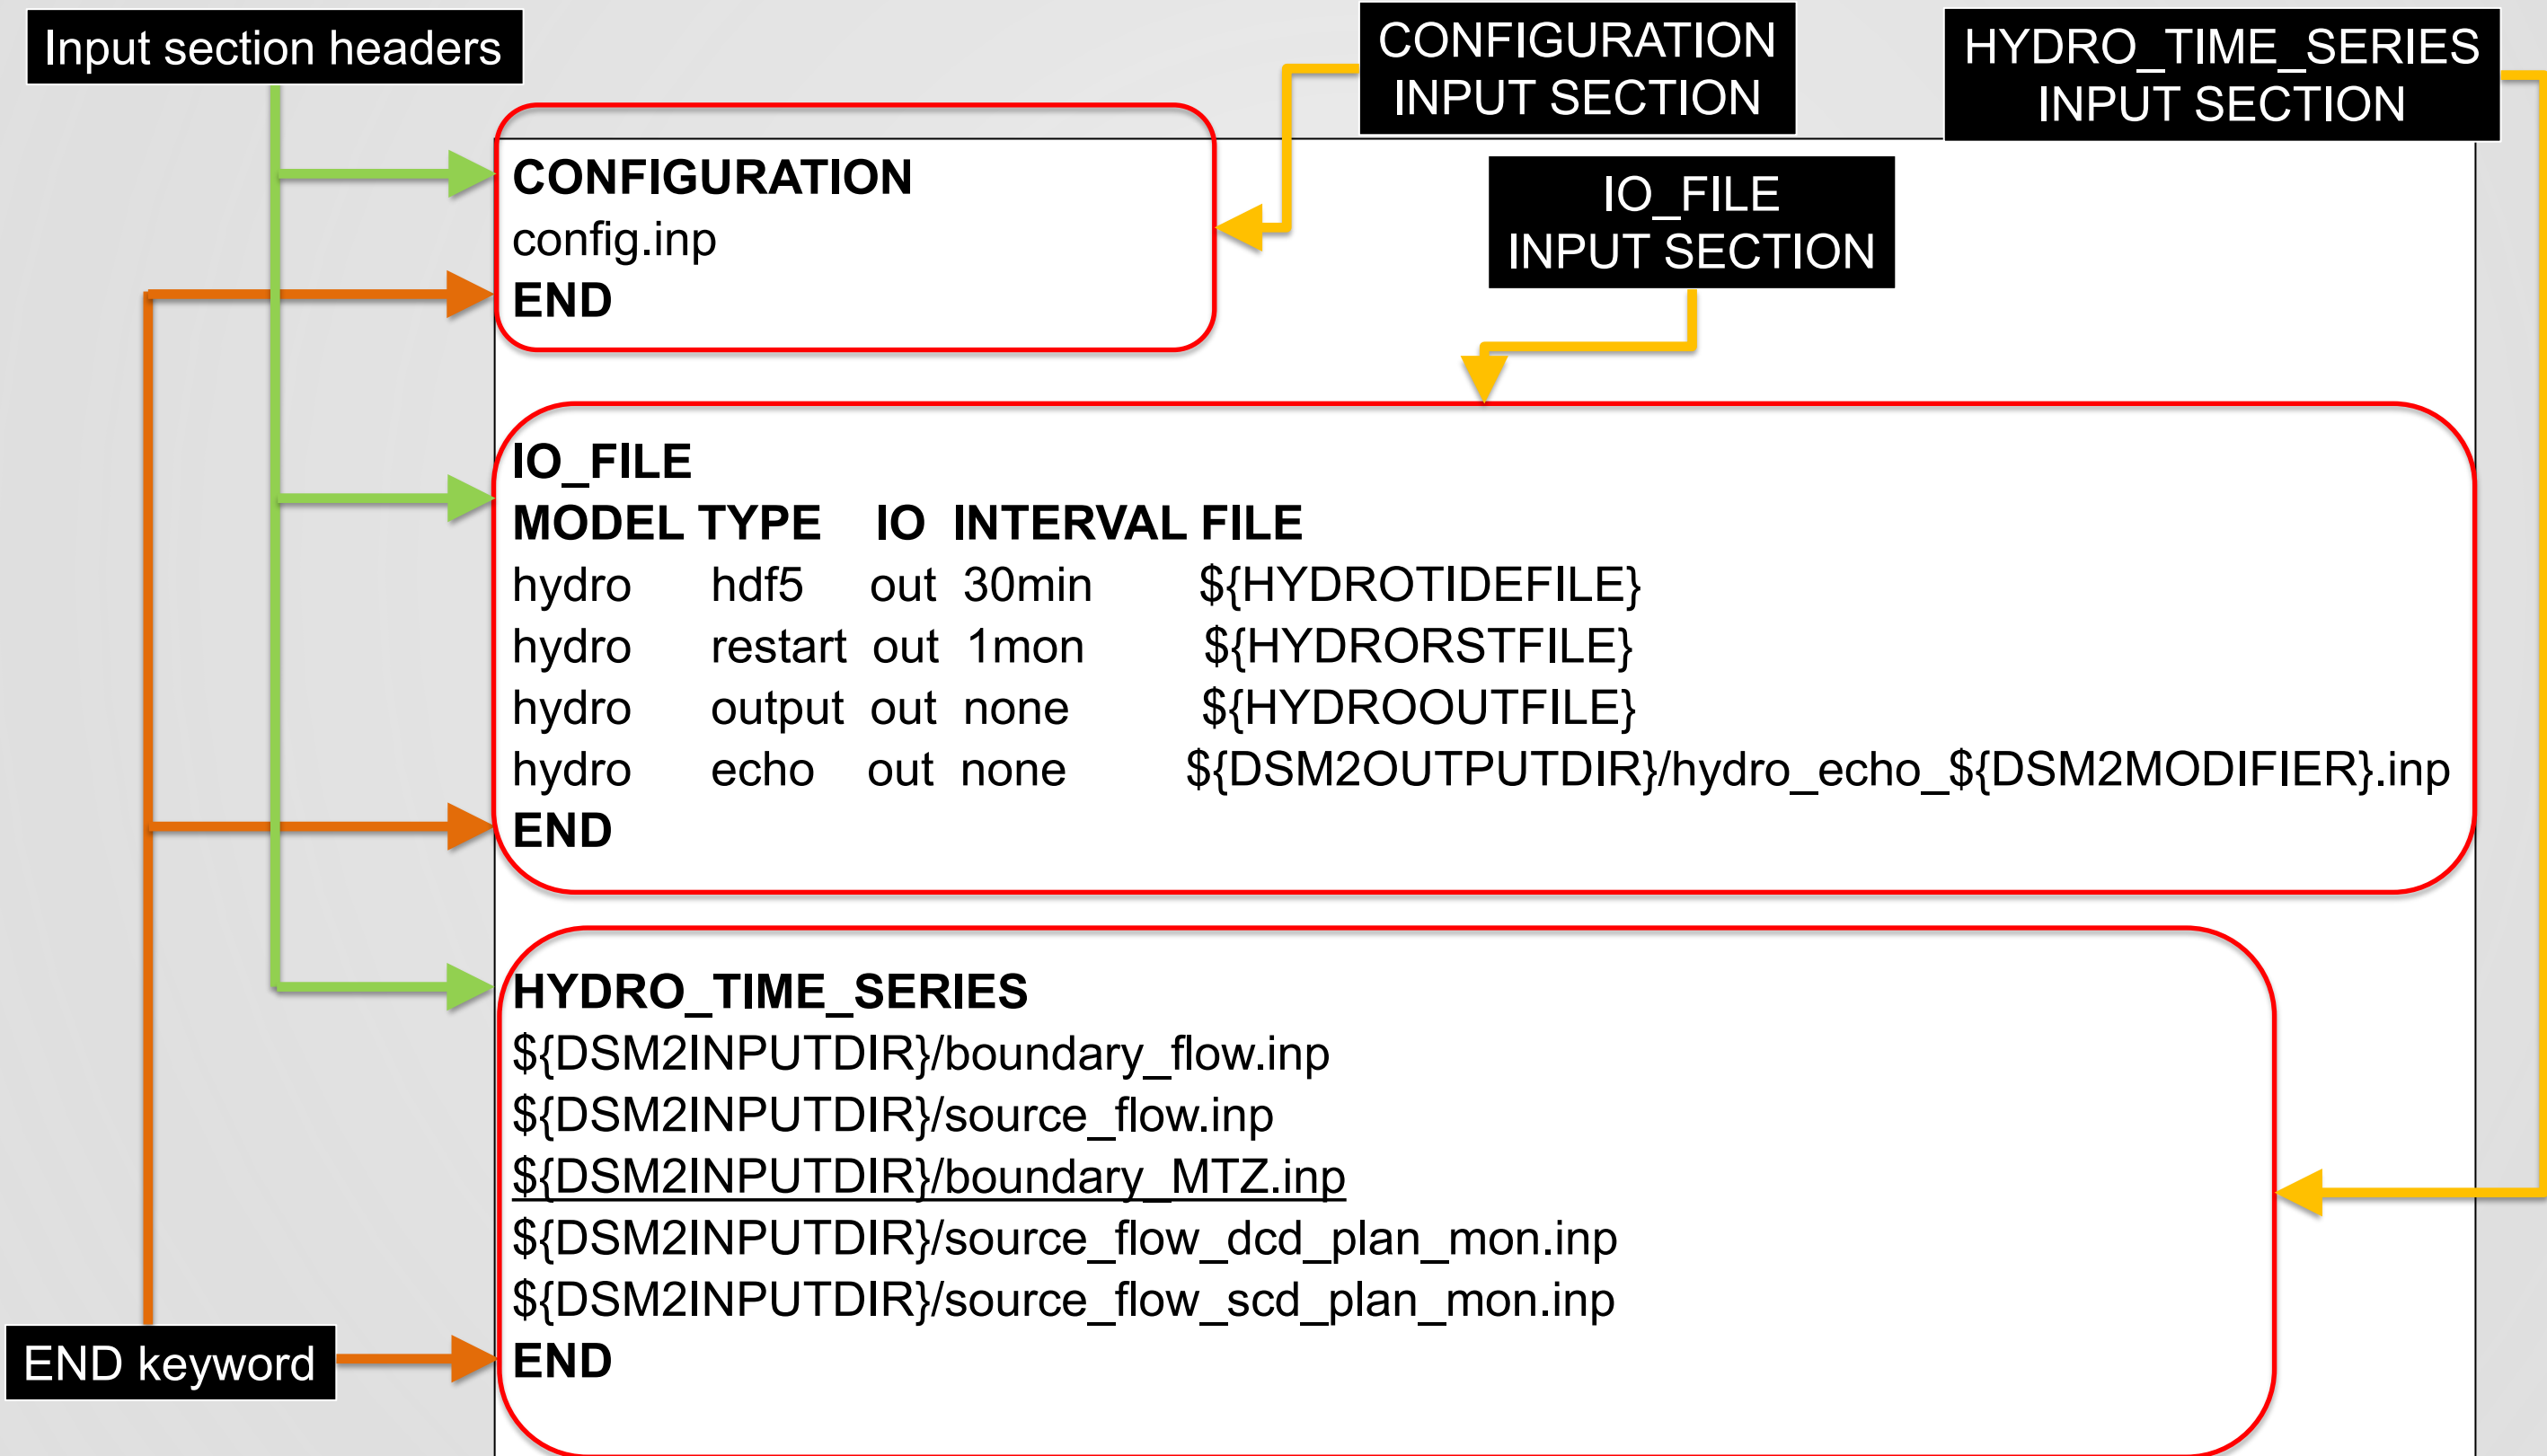 Input section headers
CONFIGURATION
INPUT SECTION
HYDRO_TIME_SERIES
INPUT SECTION
IO_FILE
INPUT SECTION
CONFIGURATION
config.inp
END
IO_FILE
MODEL TYPE IO INTERVAL FILE
hydro hdf5 out 30min ${HYDROTIDEFILE}
hydro restart out 1mon ${HYDRORSTFILE}
hydro output out none ${HYDROOUTFILE}
hydro echo out none ${DSM2OUTPUTDIR}/hydro_echo_${DSM2MODIFIER}.inp
END
HYDRO_TIME_SERIES
${DSM2INPUTDIR}/boundary_flow.inp
${DSM2INPUTDIR}/source_flow.inp
${DSM2INPUTDIR}/boundary_MTZ.inp
${DSM2INPUTDIR}/source_flow_dcd_plan_mon.inp
${DSM2INPUTDIR}/source_flow_scd_plan_mon.inp
END
END keyword